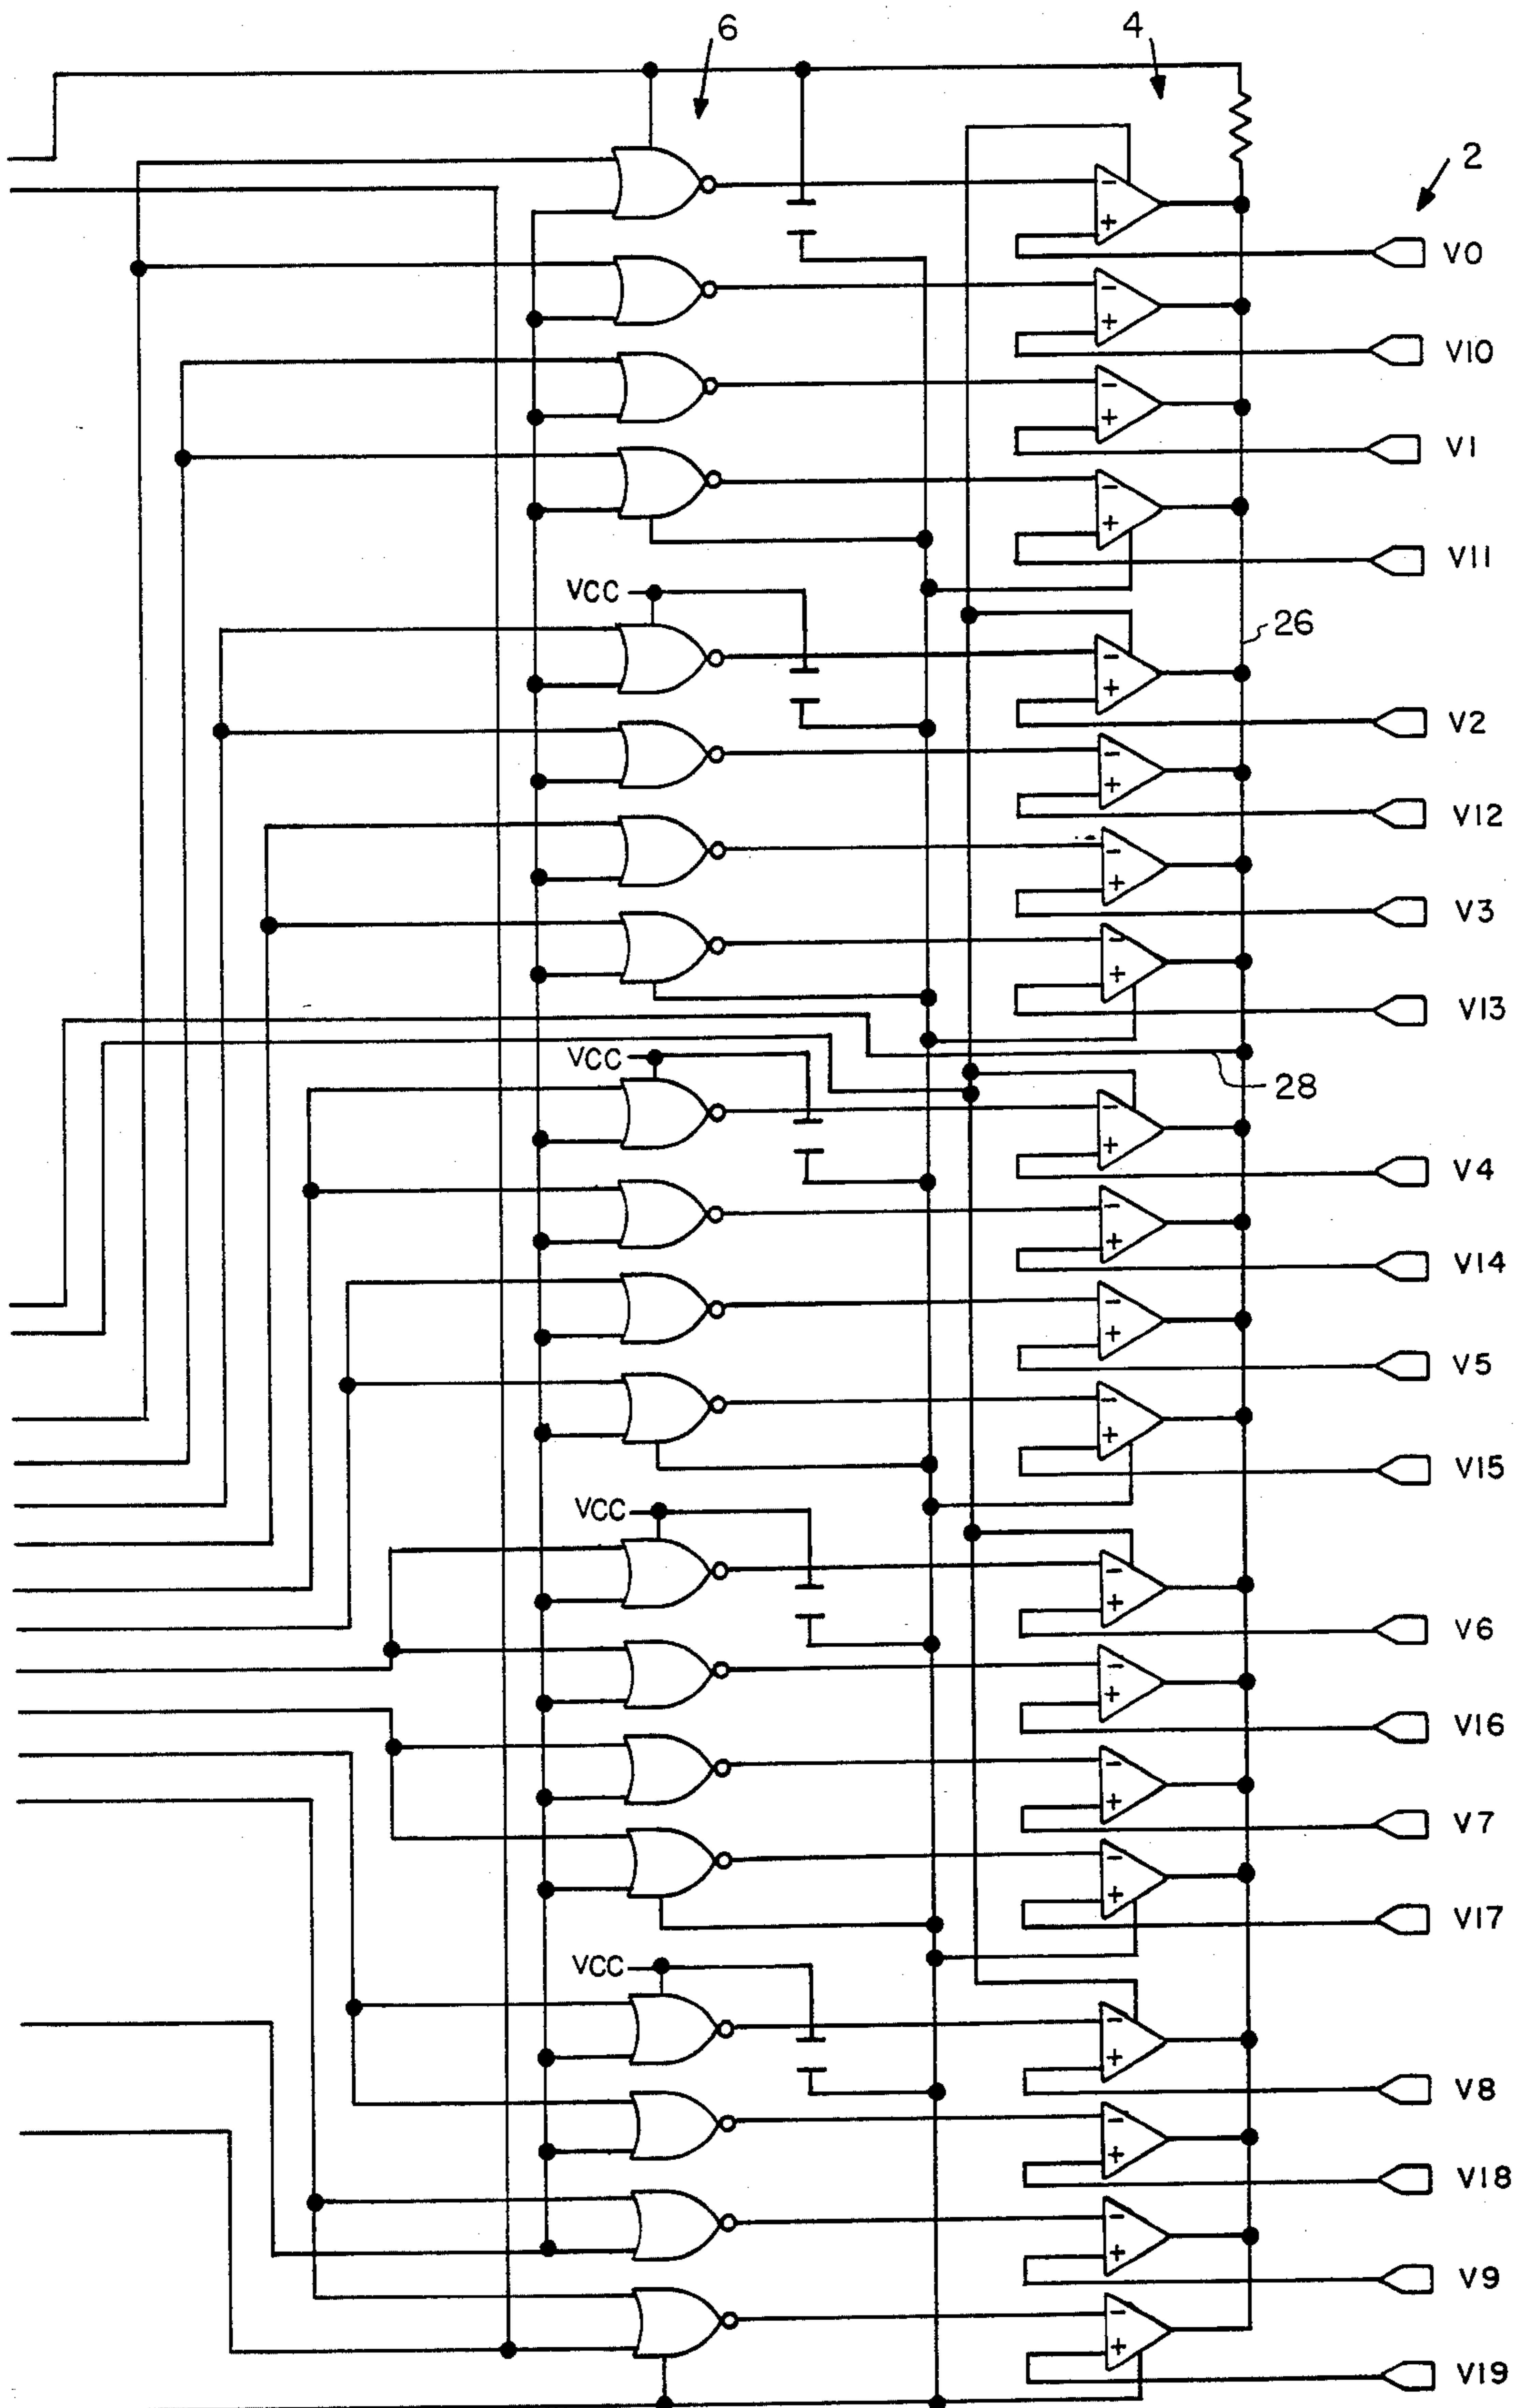 6
4
2
-
+
V0
-
+
V10
-
+
V1
-
+
V11
VCC
26
-
+
V2
-
+
V12
-
+
V3
-
+
V13
VCC
28
-
+
V4
-
+
V14
-
+
V5
-
+
V15
VCC
-
+
V6
-
+
V16
-
+
V7
-
+
V17
VCC
-
+
V8
-
+
V18
-
+
V9
-
+
V19